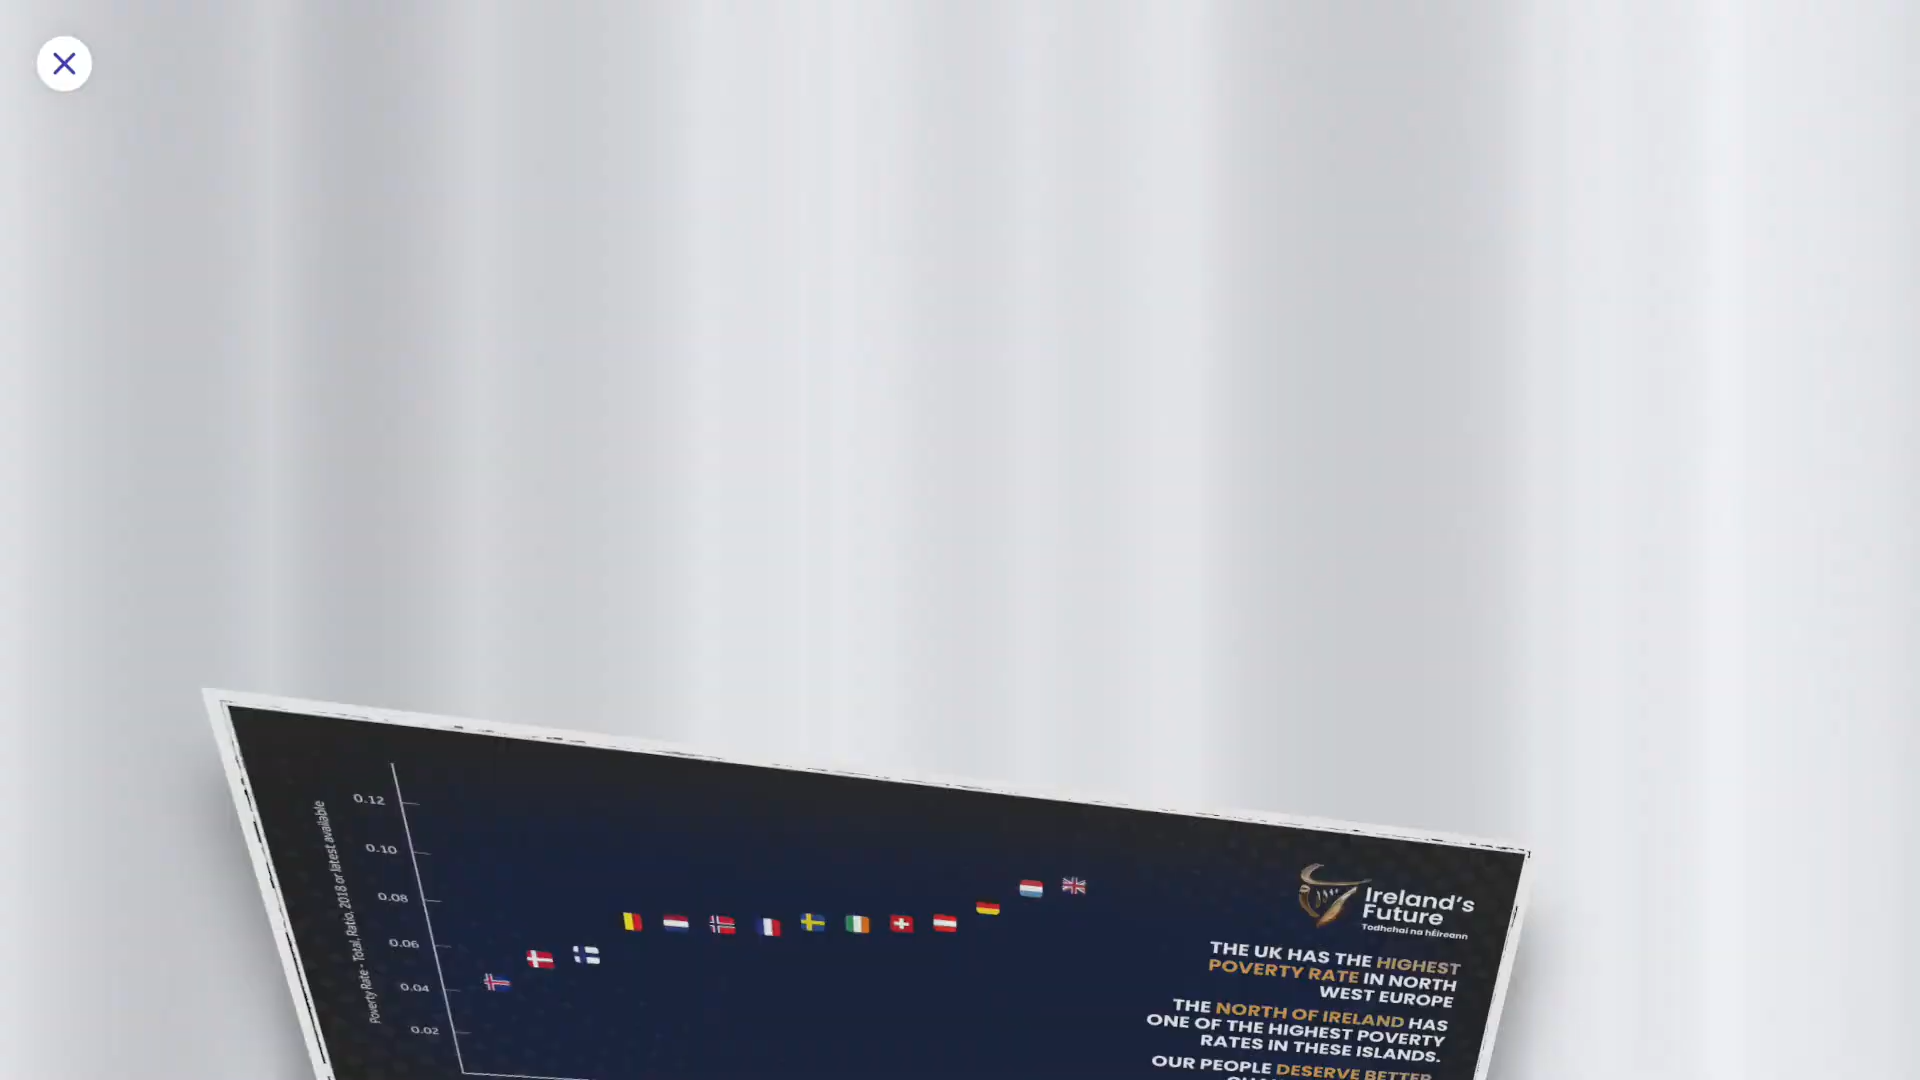 0.12
0.10
0.08
0.06
0.04
0.02
Poverty Rate - Total, Ratio, 2018 or latest available
Ireland's
Future
Todhchaí na hÉireann
THE UK HAS THE HIGHEST
POVERTY RATE IN NORTH
WEST EUROPE
THE NORTH OF IRELAND HAS
ONE OF THE HIGHEST POVERTY
RATES IN THESE ISLANDS.
OUR PEOPLE DESERVE BETTER